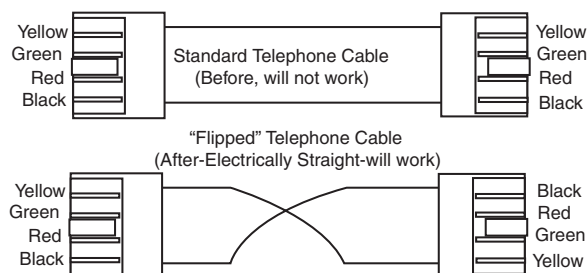 Yellow
Green
Red
Black
Standard Telephone Cable
(Before, will not work)
Yellow
Green
Red
Black
“Flipped” Telephone Cable
(After-Electrically Straight-will work)
Yellow
Green
Red
Black
Black
Red
Green
Yellow